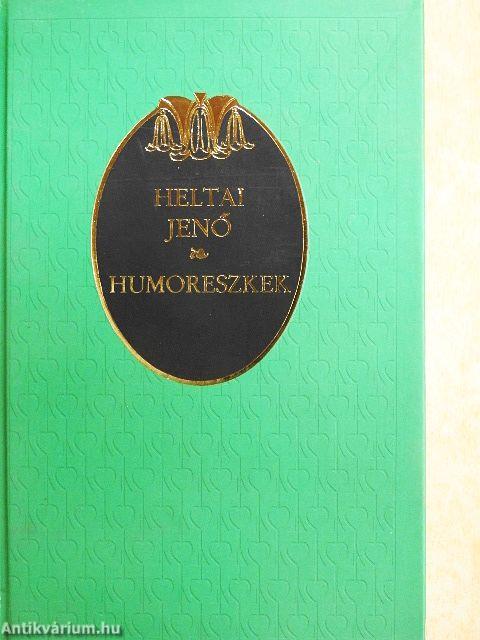 HELTAI
JENŐ
HUMORESZKEK
Antikvárium.hu